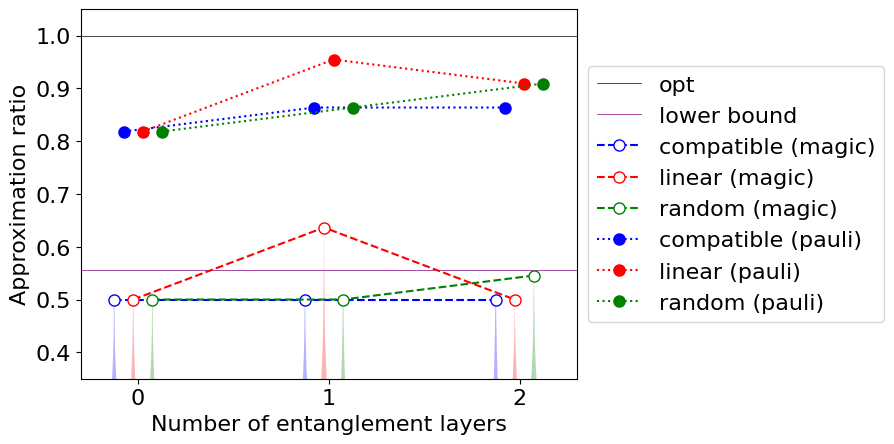 1.0
0.9
0.8
0.7
0.6
0.5
0.4
Approximation ratio
0 1 2
Number of entanglement layers
opt
lower bound
compatible (magic)
linear (magic)
random (magic)
compatible (pauli)
linear (pauli)
random (pauli)